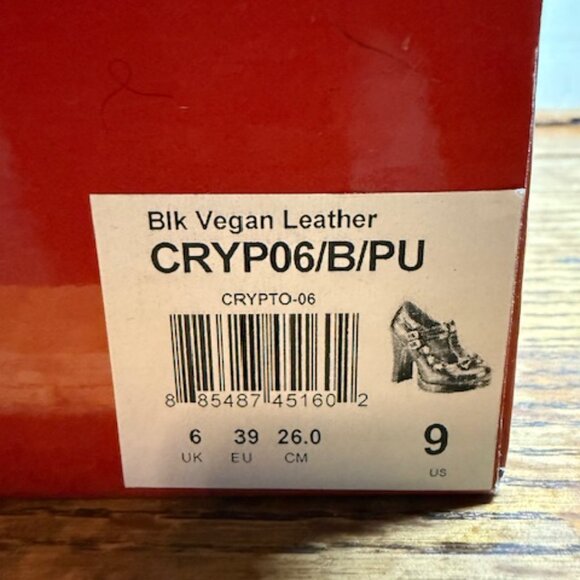 Blk Vegan Leather
CRYP06/B/PU
CRYPTO-06
8 85487 45160 2
6 39 26.0 9
UK EU CM US